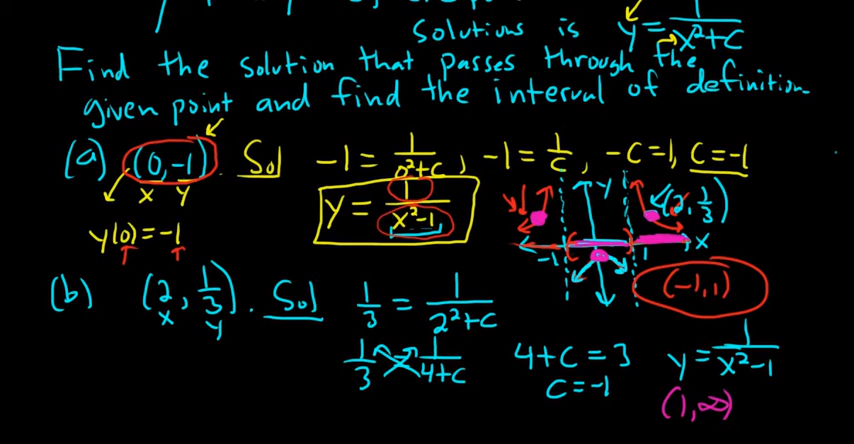 solutions is y = 1/(x²+c)
Find the solution that passes through the
given point and find the interval of definition.
(a) (0, -1). Sol -1 = 1/(0²+c), -1 = 1/c, -c=1, c=-1
x y
y(0) = -1
y = 1/(x²-1)
y
(2, 1/3)
-1 1 x
(-1,1)
(b) (2, 1/3). Sol 1/3 = 1/(2²+c)
x y
1/3 = 1/(4+c)
4+c=3
c=-1
y = 1/(x²-1)
(1,∞)